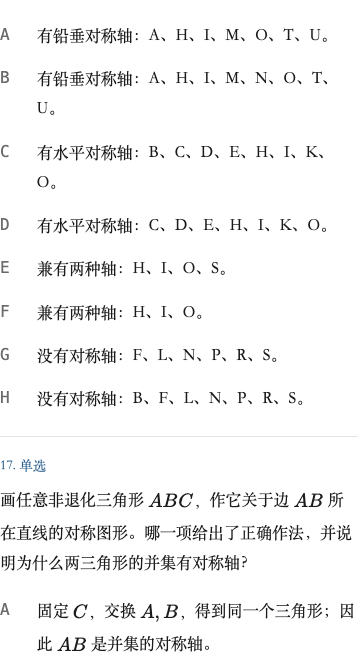 A 有铅垂对称轴：A、H、I、M、O、T、U。
B 有铅垂对称轴：A、H、I、M、N、O、T、
U。
C 有水平对称轴：B、C、D、E、H、I、K、
O。
D 有水平对称轴：C、D、E、H、I、K、O。
E 兼有两种轴：H、I、O、S。
F 兼有两种轴：H、I、O。
G 没有对称轴：F、L、N、P、R、S。
H 没有对称轴：B、F、L、N、P、R、S。
17. 单选
画任意非退化三角形 ABC，作它关于边 AB 所
在直线的对称图形。哪一项给出了正确作法，并说
明为什么两三角形的并集有对称轴？
A 固定 C，交换 A, B，得到同一个三角形；因
此 AB 是并集的对称轴。